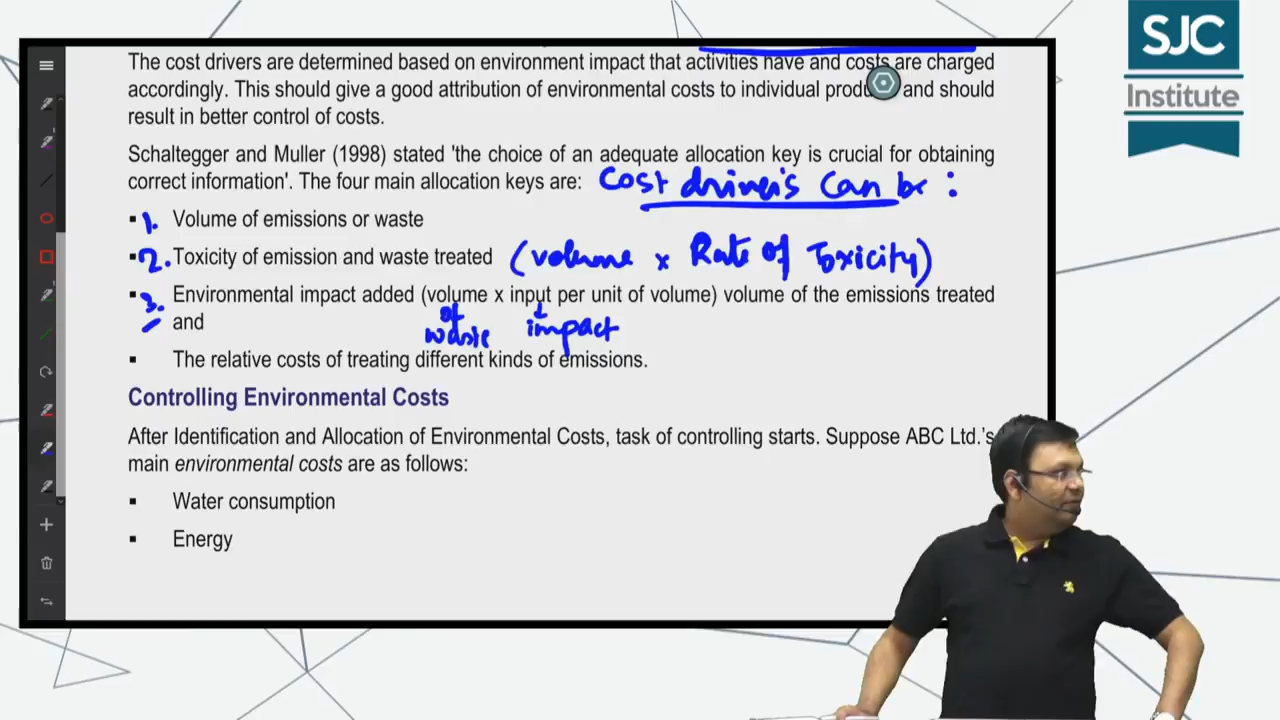 SJC
Institute
The cost drivers are determined based on environment impact that activities have and costs are charged
accordingly. This should give a good attribution of environmental costs to individual and should
result in better control of costs.
Schaltegger and Muller (1998) stated 'the choice of an adequate allocation key is crucial for obtaining
correct information'. The four main allocation keys are: Cost drivers can be :
▪ 1. Volume of emissions or waste
▪ 2. Toxicity of emission and waste treated (volume x Rate of Toxicity)
▪ 3. Environmental impact added (volume x input per unit of volume) volume of the emissions treated
and of waste impact
▪ The relative costs of treating different kinds of emissions.
Controlling Environmental Costs
After Identification and Allocation of Environmental Costs, task of controlling starts. Suppose ABC Ltd.'s
main environmental costs are as follows:
▪ Water consumption
▪ Energy